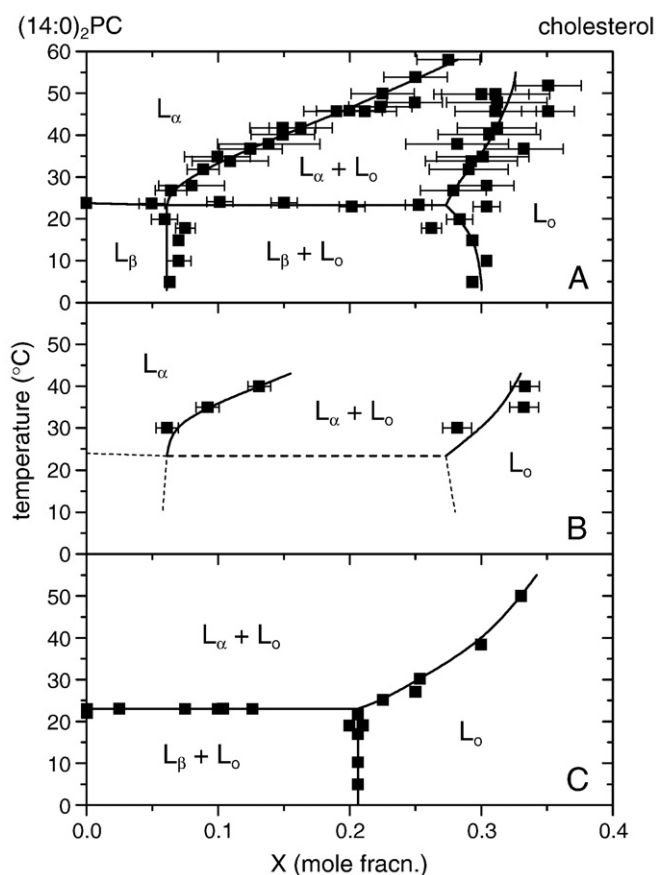 (14:0)₂PC cholesterol
60
50
40
30
20
10
0
Lα
Lα + Lo
Lβ
Lβ + Lo
Lo
A
temperature (°C)
50
40
30
20
10
0
Lα
Lα + Lo
Lo
B
50
40
30
20
10
0
Lα + Lo
Lβ + Lo
Lo
C
0.0 0.1 0.2 0.3 0.4
X (mole fracn.)